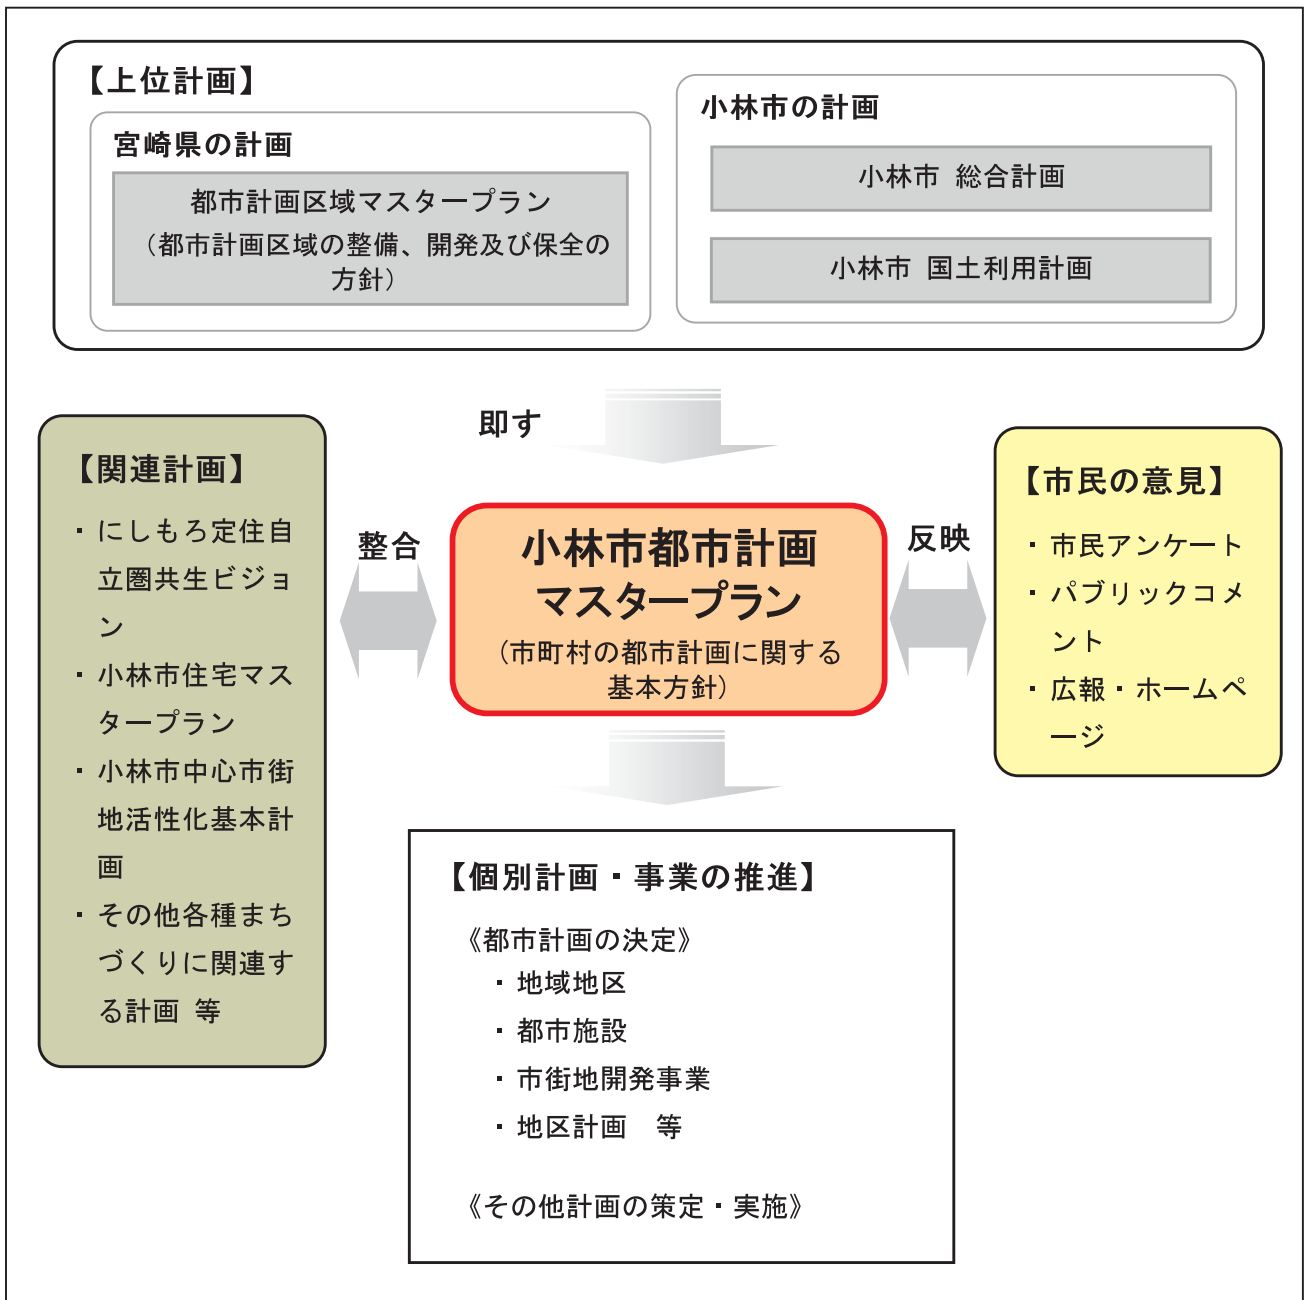 【上位計画】
宮崎県の計画
都市計画区域マスタープラン
（都市計画区域の整備、開発及び保全の
方針）
小林市の計画
小林市 総合計画
小林市 国土利用計画
即す
【関連計画】
・にしもろ定住自
立圏共生ビジョ
ン
・小林市住宅マス
タープラン
・小林市中心市街
地活性化基本計
画
・その他各種まち
づくりに関連す
る計画 等
整合
小林市都市計画
マスタープラン
（市町村の都市計画に関する
基本方針）
反映
【市民の意見】
・市民アンケート
・パブリックコメ
ント
・広報・ホームペ
ージ
【個別計画・事業の推進】
《都市計画の決定》
・地域地区
・都市施設
・市街地開発事業
・地区計画　等
《その他計画の策定・実施》